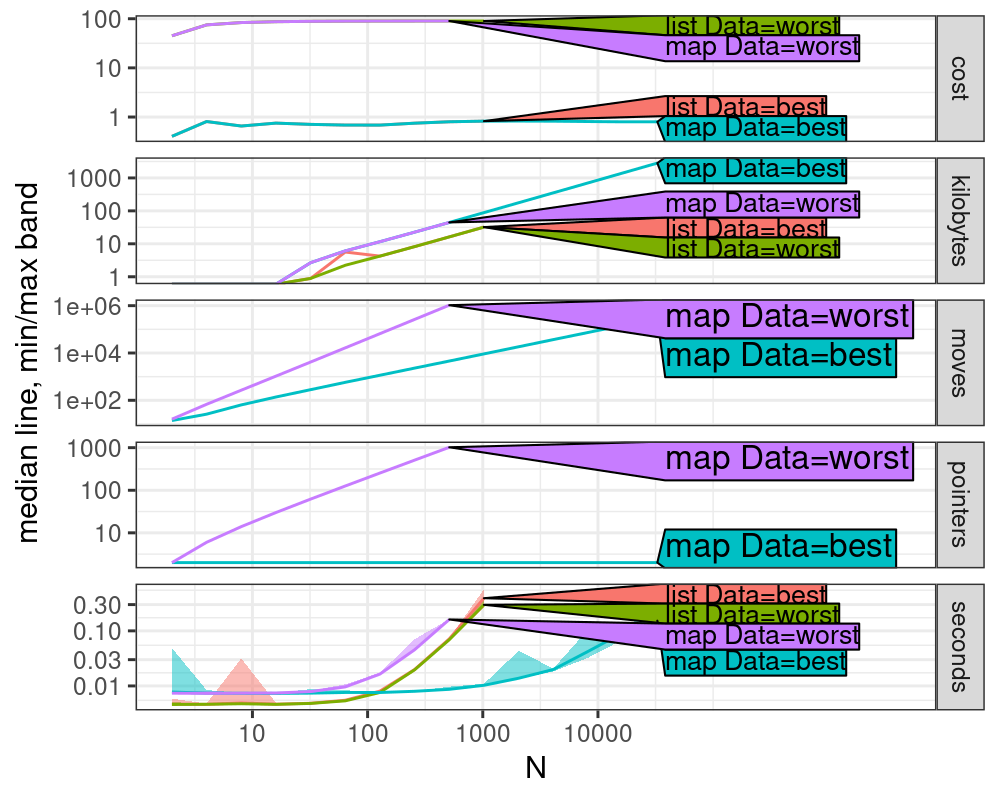 median line, min/max band
100
10
1
list Data=worst
map Data=worst
list Data=best
map Data=best
cost
1000
100
10
1
map Data=best
map Data=worst
list Data=best
list Data=worst
kilobytes
1e+06
1e+04
1e+02
map Data=worst
map Data=best
moves
1000
100
10
map Data=worst
map Data=best
pointers
0.30
0.10
0.03
0.01
list Data=best
list Data=worst
map Data=worst
map Data=best
seconds
10 100 1000 10000
N